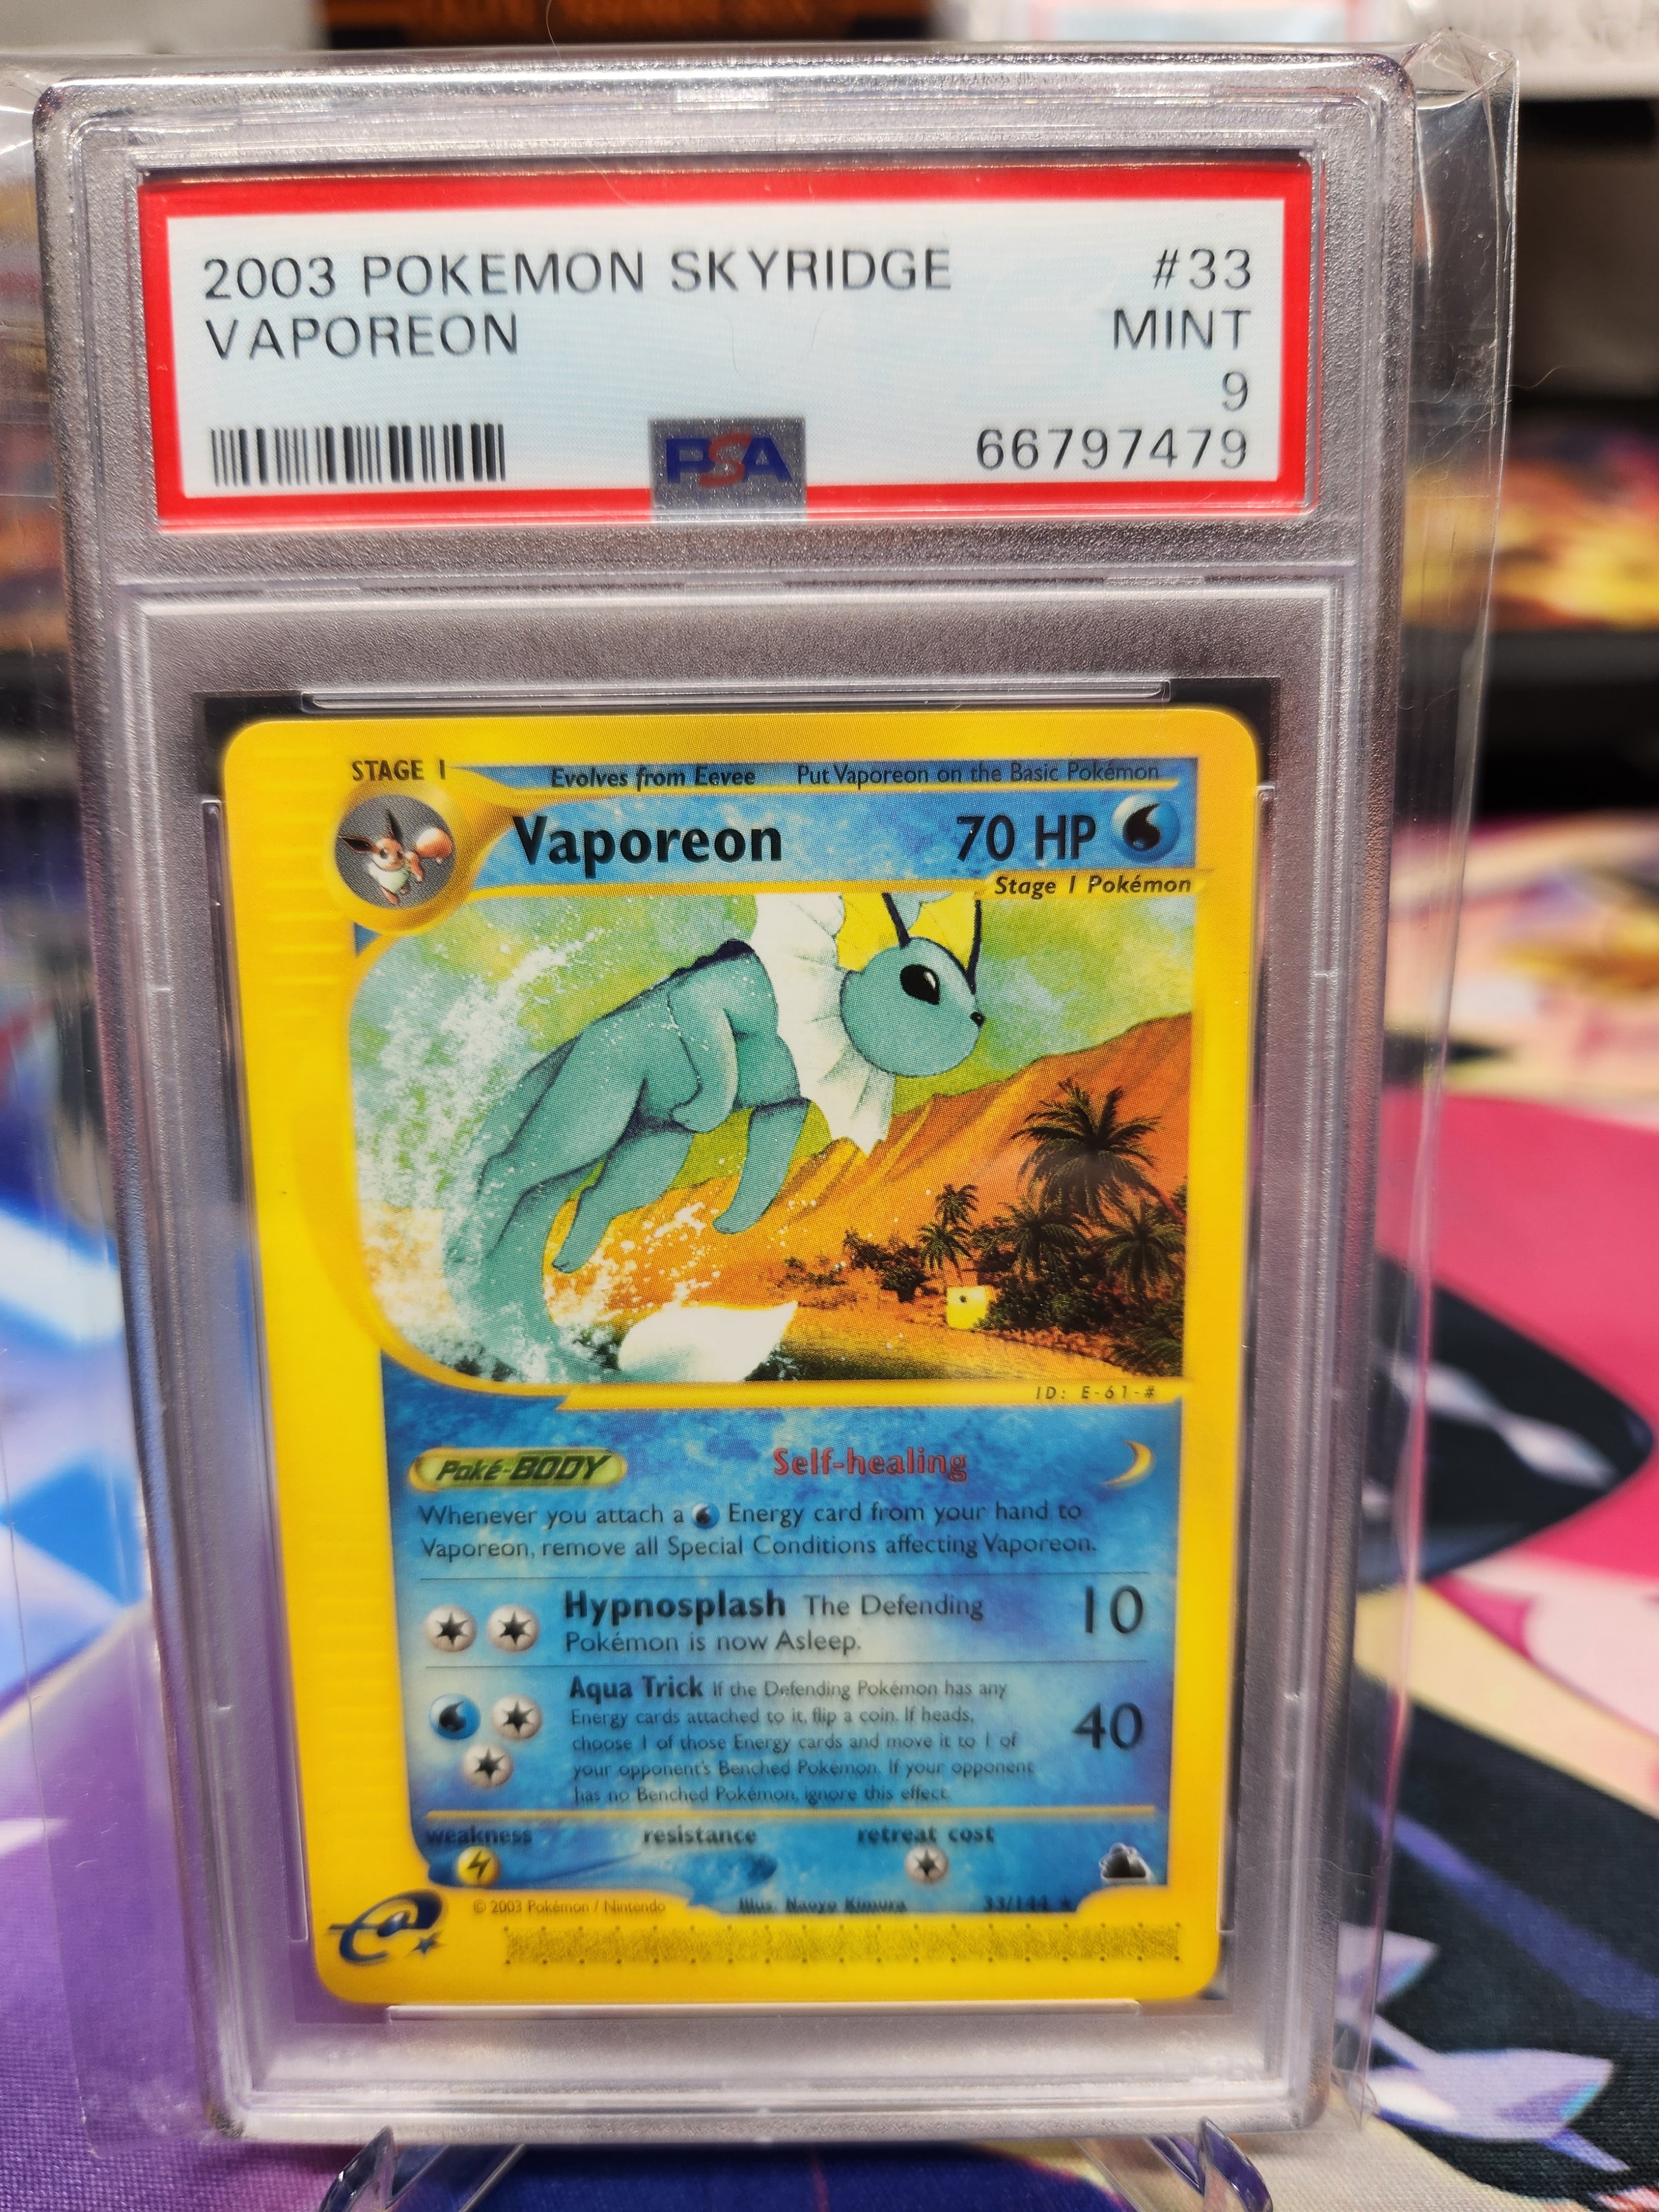 2003 POKEMON SKYRIDGE #33
VAPOREON MINT
9
PSA 66797479
STAGE 1 Evolves from Eevee Put Vaporeon on the Basic Pokémon
Vaporeon 70 HP
Stage 1 Pokémon
ID: E-61-#
Poké-BODY Self-healing
Whenever you attach a Energy card from your hand to
Vaporeon, remove all Special Conditions affecting Vaporeon.
Hypnosplash The Defending 10
Pokémon is now Asleep.
Aqua Trick If the Defending Pokémon has any
Energy cards attached to it, flip a coin. If heads,
choose 1 of those Energy cards and move it to 1 of 40
your opponent's Benched Pokémon. If your opponent
has no Benched Pokémon, ignore this effect.
weakness resistance retreat cost
© 2003 Pokémon / Nintendo Illus. Naoyo Kimura 33/144 ★
e